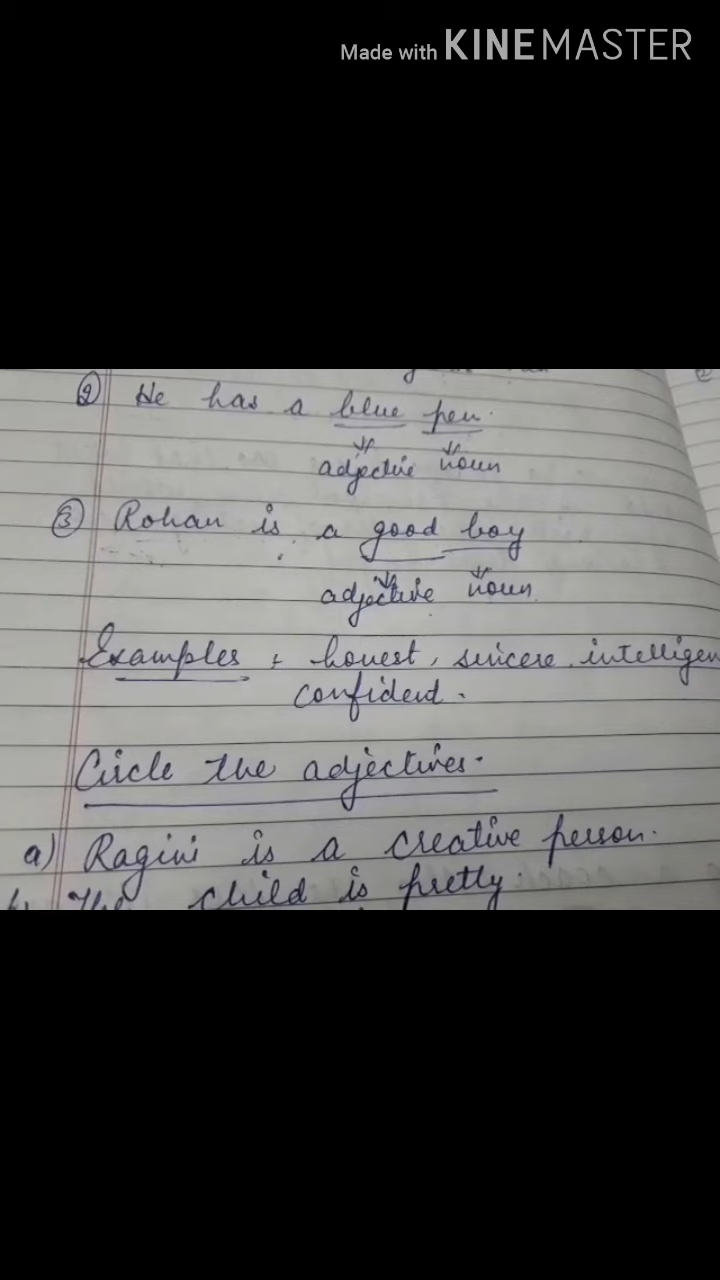 Made with KINEMASTER
② He has a blue pen.
adjective noun
③ Rohan is a good boy
adjective noun
Examples : honest, sincere, intelligen
confident.
Circle the adjectives.
a) Ragini is a creative person.
The child is pretty.